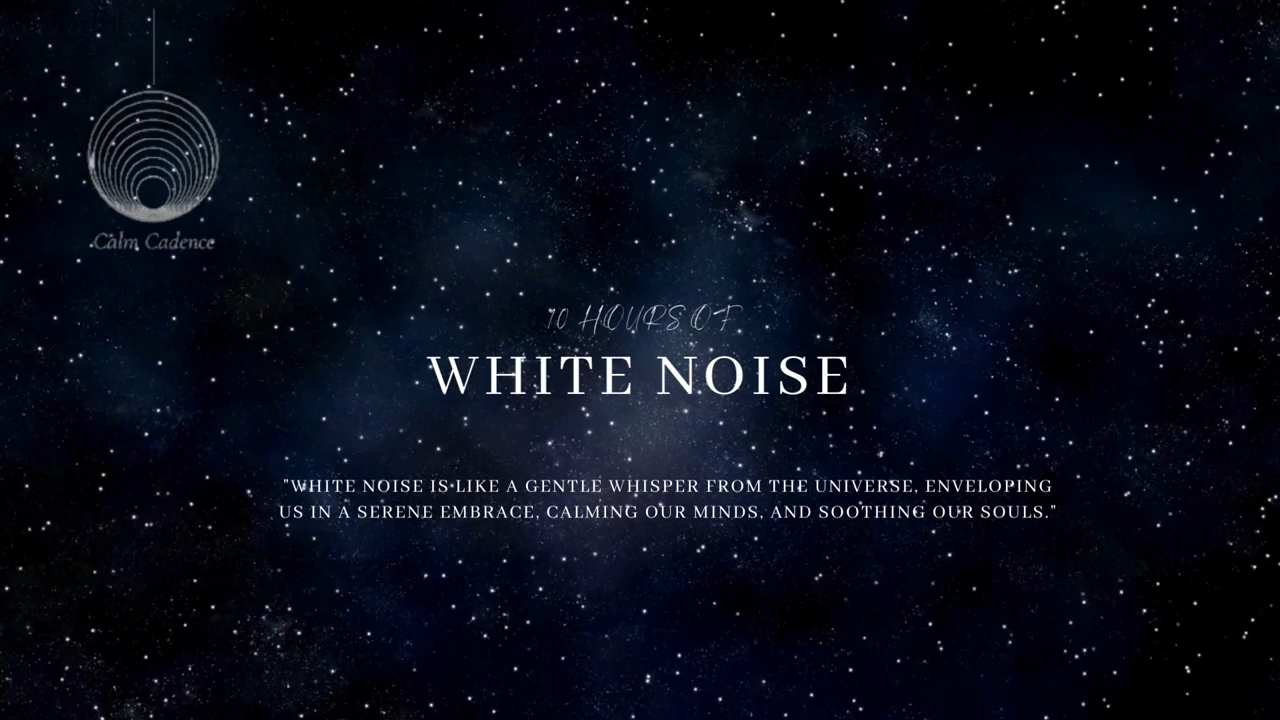 Calm Cadence
10 HOURS OF
WHITE NOISE
"WHITE NOISE IS LIKE A GENTLE WHISPER FROM THE UNIVERSE, ENVELOPING
US IN A SERENE EMBRACE, CALMING OUR MINDS, AND SOOTHING OUR SOULS."